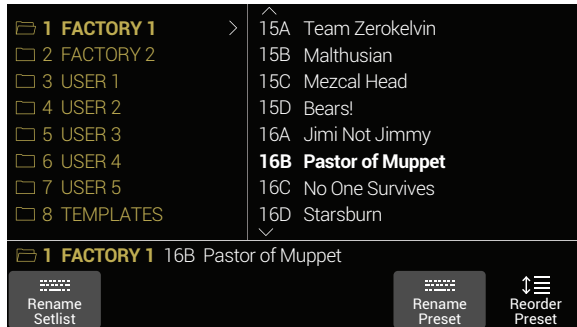 1 FACTORY 1
2 FACTORY 2
3 USER 1
4 USER 2
5 USER 3
6 USER 4
7 USER 5
8 TEMPLATES
15A Team Zerokelvin
15B Malthusian
15C Mezcal Head
15D Bears!
16A Jimi Not Jimmy
16B Pastor of Muppet
16C No One Survives
16D Starsburn
1 FACTORY 1 16B Pastor of Muppet
Rename
Setlist
Rename
Preset
Reorder
Preset